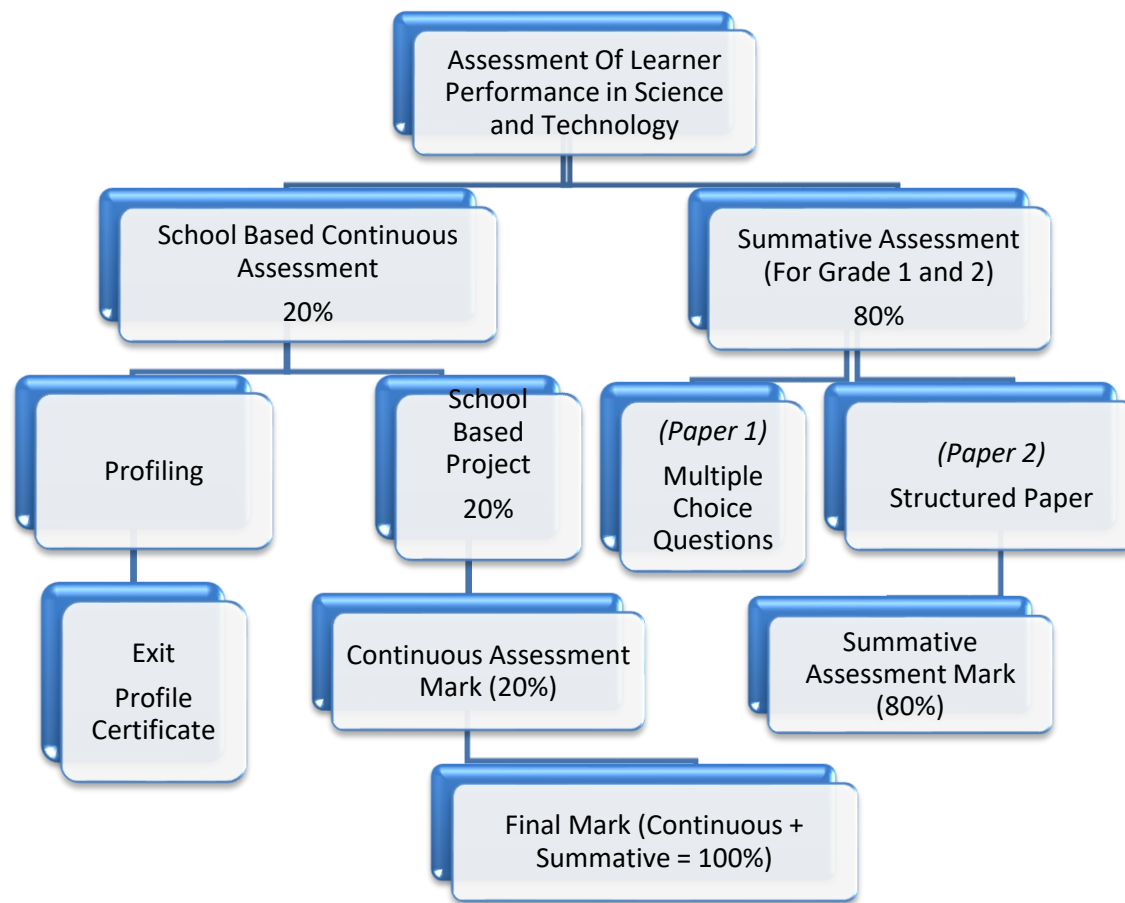 Assessment Of Learner
Performance in Science
and Technology
School Based Continuous
Assessment
20%
Summative Assessment
(For Grade 1 and 2)
80%
Profiling
School
Based
Project
20%
(Paper 1)
Multiple
Choice
Questions
(Paper 2)
Structured Paper
Exit
Profile
Certificate
Continuous Assessment
Mark (20%)
Summative
Assessment Mark
(80%)
Final Mark (Continuous +
Summative = 100%)